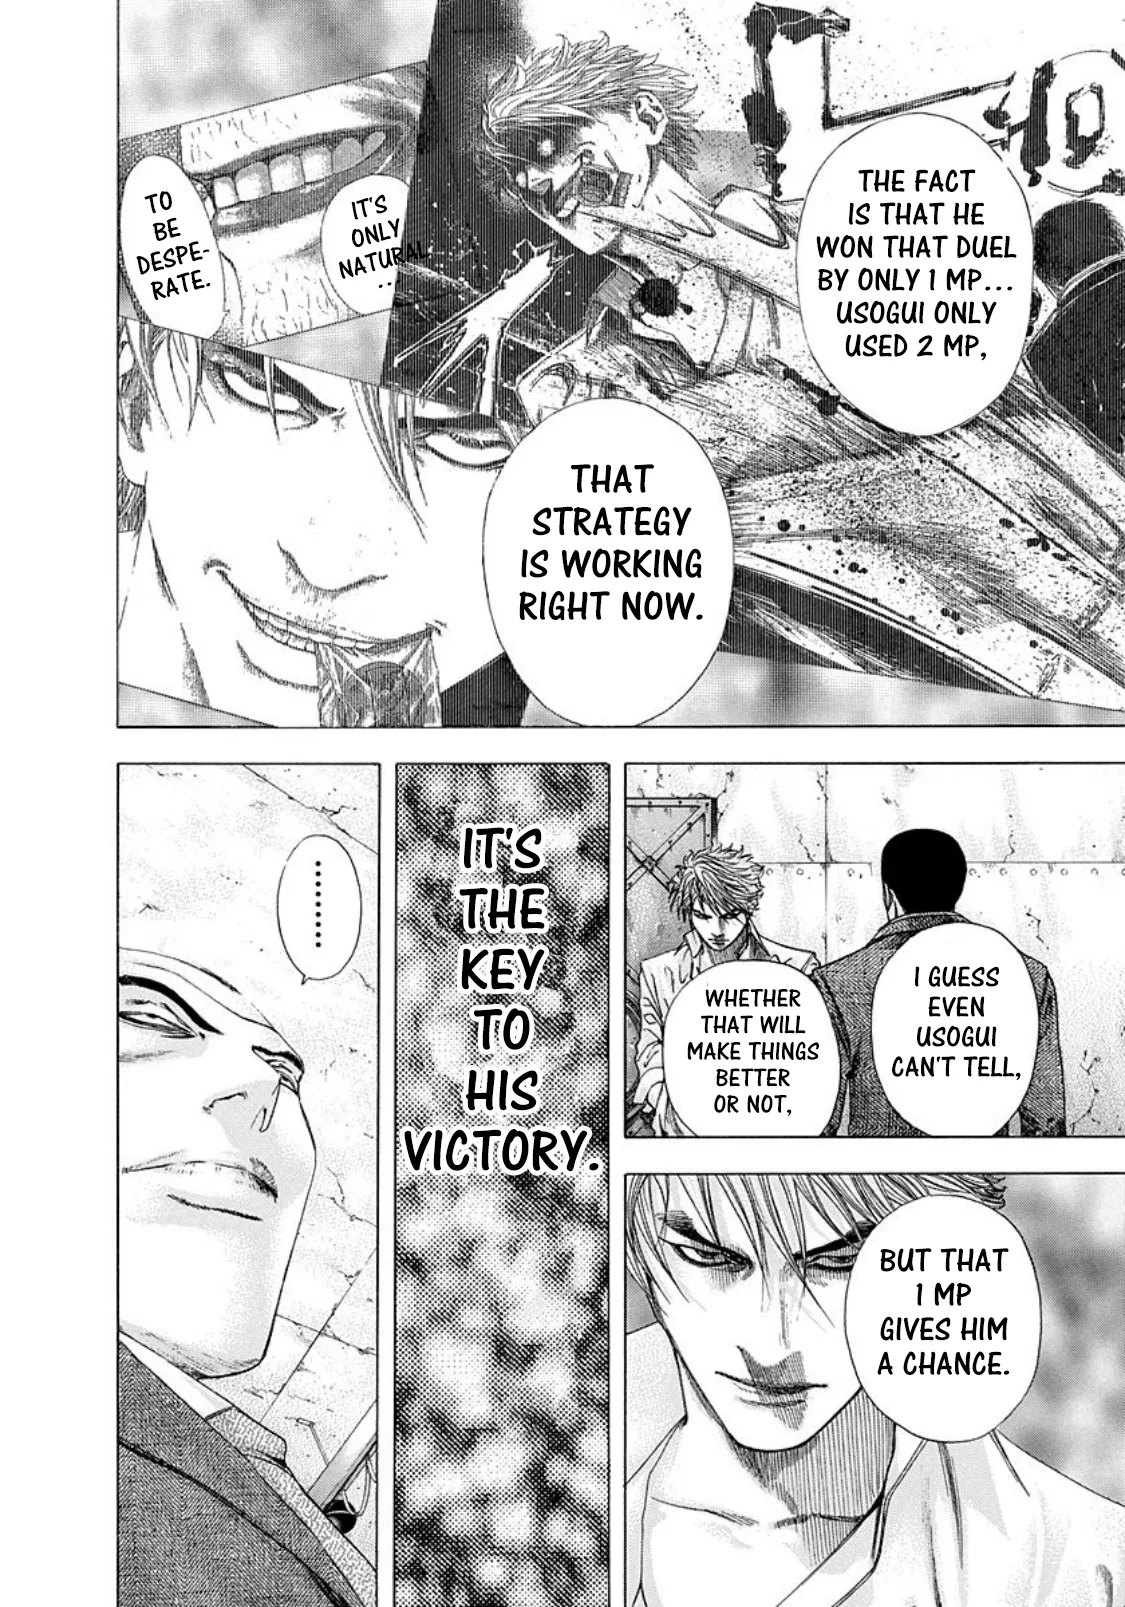 THE FACT
IS THAT HE
WON THAT DUEL
BY ONLY 1 MP...
USOGUI ONLY
USED 2 MP,
IT'S
ONLY
NATURAL
...
TO
BE
DESPE-
RATE.
THAT
STRATEGY
IS WORKING
RIGHT NOW.
I GUESS
EVEN
USOGUI
CAN'T TELL,
WHETHER
THAT WILL
MAKE THINGS
BETTER
OR NOT,
BUT THAT
1 MP
GIVES HIM
A CHANCE.
IT'S
THE
KEY
TO
HIS
VICTORY.
.........